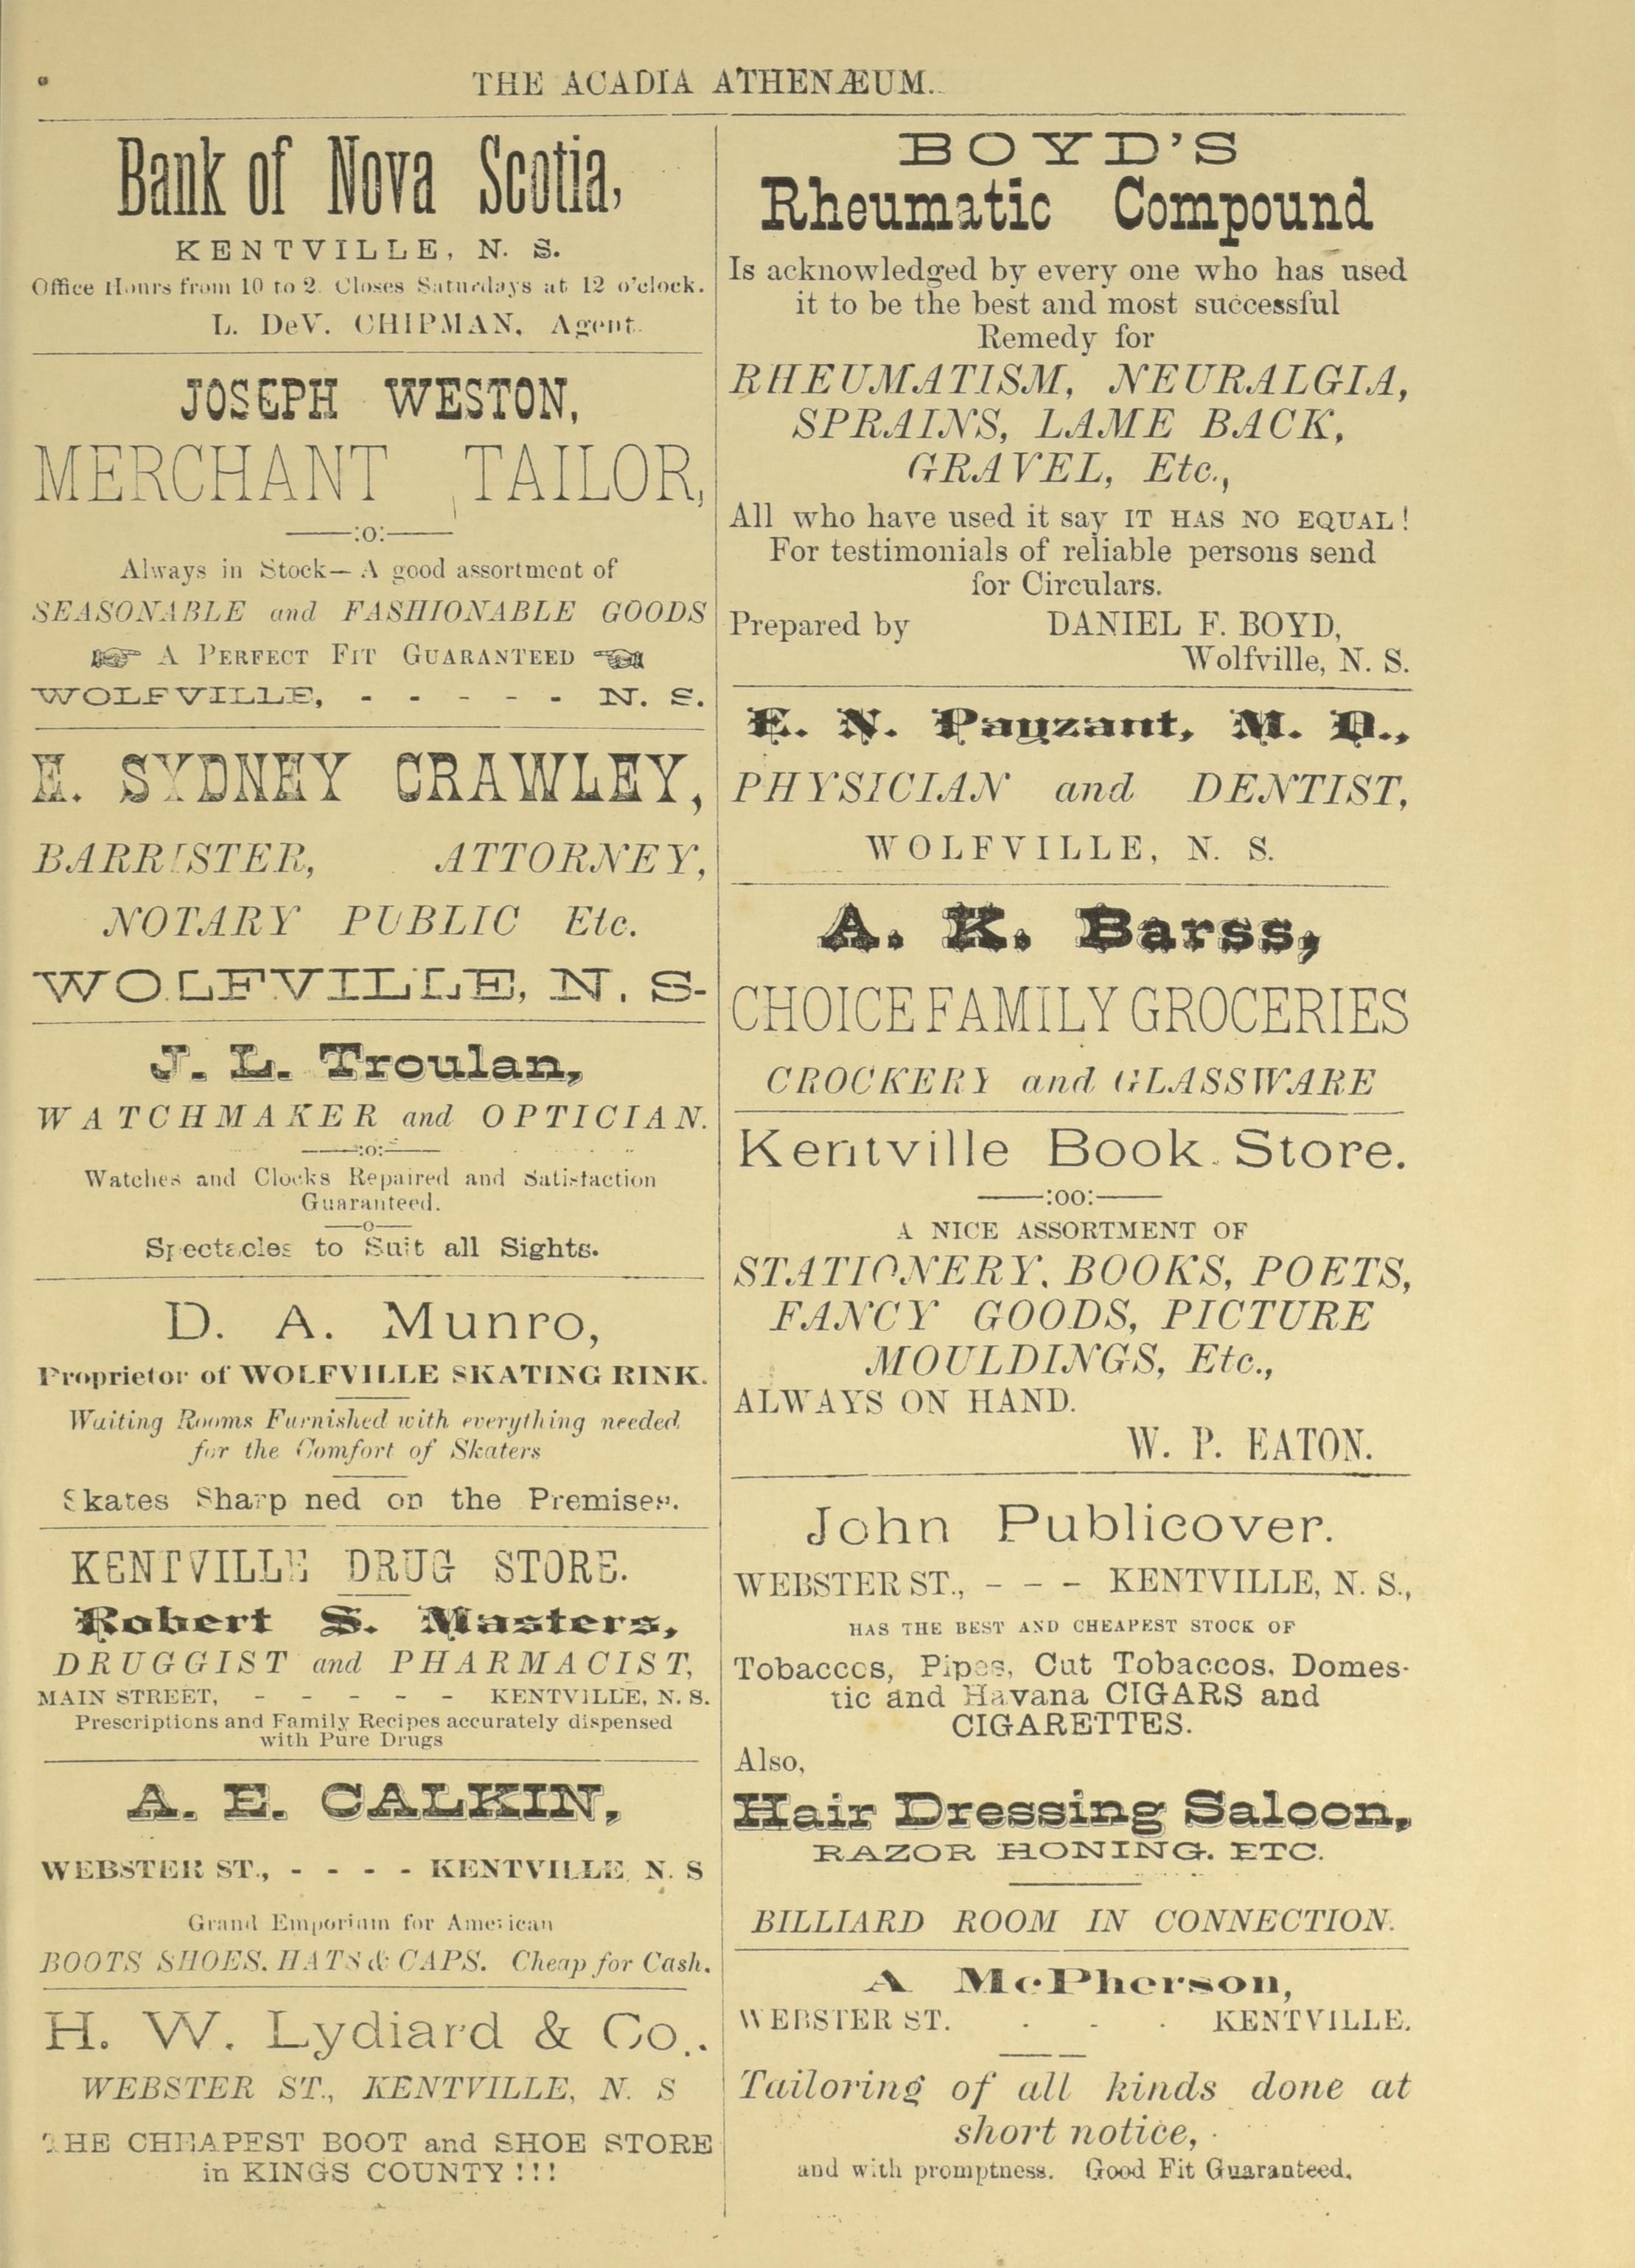 THE ACADIA ATHENÆUM.
Bank of Nova Scotia,
KENTVILLE, N. S.
Office Hours from 10 to 2. Closes Saturdays at 12 o'clock.
L. DeV. CHIPMAN, Agent.
JOSEPH WESTON,
MERCHANT TAILOR,
——:o:——
Always in Stock—A good assortment of
SEASONABLE and FASHIONABLE GOODS
☞ A PERFECT FIT GUARANTEED ☜
WOLFVILLE, - - - - - N. S.
E. SYDNEY CRAWLEY,
BARRISTER, ATTORNEY,
NOTARY PUBLIC Etc.
WOLFVILLE, N. S-
J. L. Troulan,
WATCHMAKER and OPTICIAN.
——:o:——
Watches and Clocks Repaired and Satisfaction
Guaranteed.
——o——
Spectacles to Suit all Sights.
D. A. Munro,
Proprietor of WOLFVILLE SKATING RINK.
Waiting Rooms Furnished with everything needed
for the Comfort of Skaters
Skates Sharp ned on the Premises.
KENTVILLE DRUG STORE.
Robert S. Masters,
DRUGGIST and PHARMACIST,
MAIN STREET, - - - - - KENTVILLE, N. S.
Prescriptions and Family Recipes accurately dispensed
with Pure Drugs
A. E. CALKIN,
WEBSTER ST., - - - - KENTVILLE, N. S
Grand Emporium for American
BOOTS SHOES. HATS & CAPS. Cheap for Cash.
H. W. Lydiard & Co..
WEBSTER ST., KENTVILLE, N. S
THE CHEAPEST BOOT and SHOE STORE
in KINGS COUNTY !!!
BOYD'S
Rheumatic Compound
Is acknowledged by every one who has used
it to be the best and most successful
Remedy for
RHEUMATISM, NEURALGIA,
SPRAINS, LAME BACK,
GRAVEL, Etc.,
All who have used it say IT HAS NO EQUAL!
For testimonials of reliable persons send
for Circulars.
Prepared by DANIEL F. BOYD,
Wolfville, N. S.
E. N. Payzant, M. D.,
PHYSICIAN and DENTIST,
WOLFVILLE, N. S.
A. K. Barss,
CHOICE FAMILY GROCERIES
CROCKERY and GLASSWARE
Kentville Book Store.
——:oo:——
A NICE ASSORTMENT OF
STATIONERY, BOOKS, POETS,
FANCY GOODS, PICTURE
MOULDINGS, Etc.,
ALWAYS ON HAND.
W. P. EATON.
John Publicover.
WEBSTER ST., - - - KENTVILLE, N. S.,
HAS THE BEST AND CHEAPEST STOCK OF
Tobaccos, Pipes, Cut Tobaccos, Domes-
tic and Havana CIGARS and
CIGARETTES.
Also,
Hair Dressing Saloon,
RAZOR HONING. ETC.
BILLIARD ROOM IN CONNECTION.
A McPherson,
WEBSTER ST. - - - KENTVILLE.
Tailoring of all kinds done at
short notice,
and with promptness. Good Fit Guaranteed.